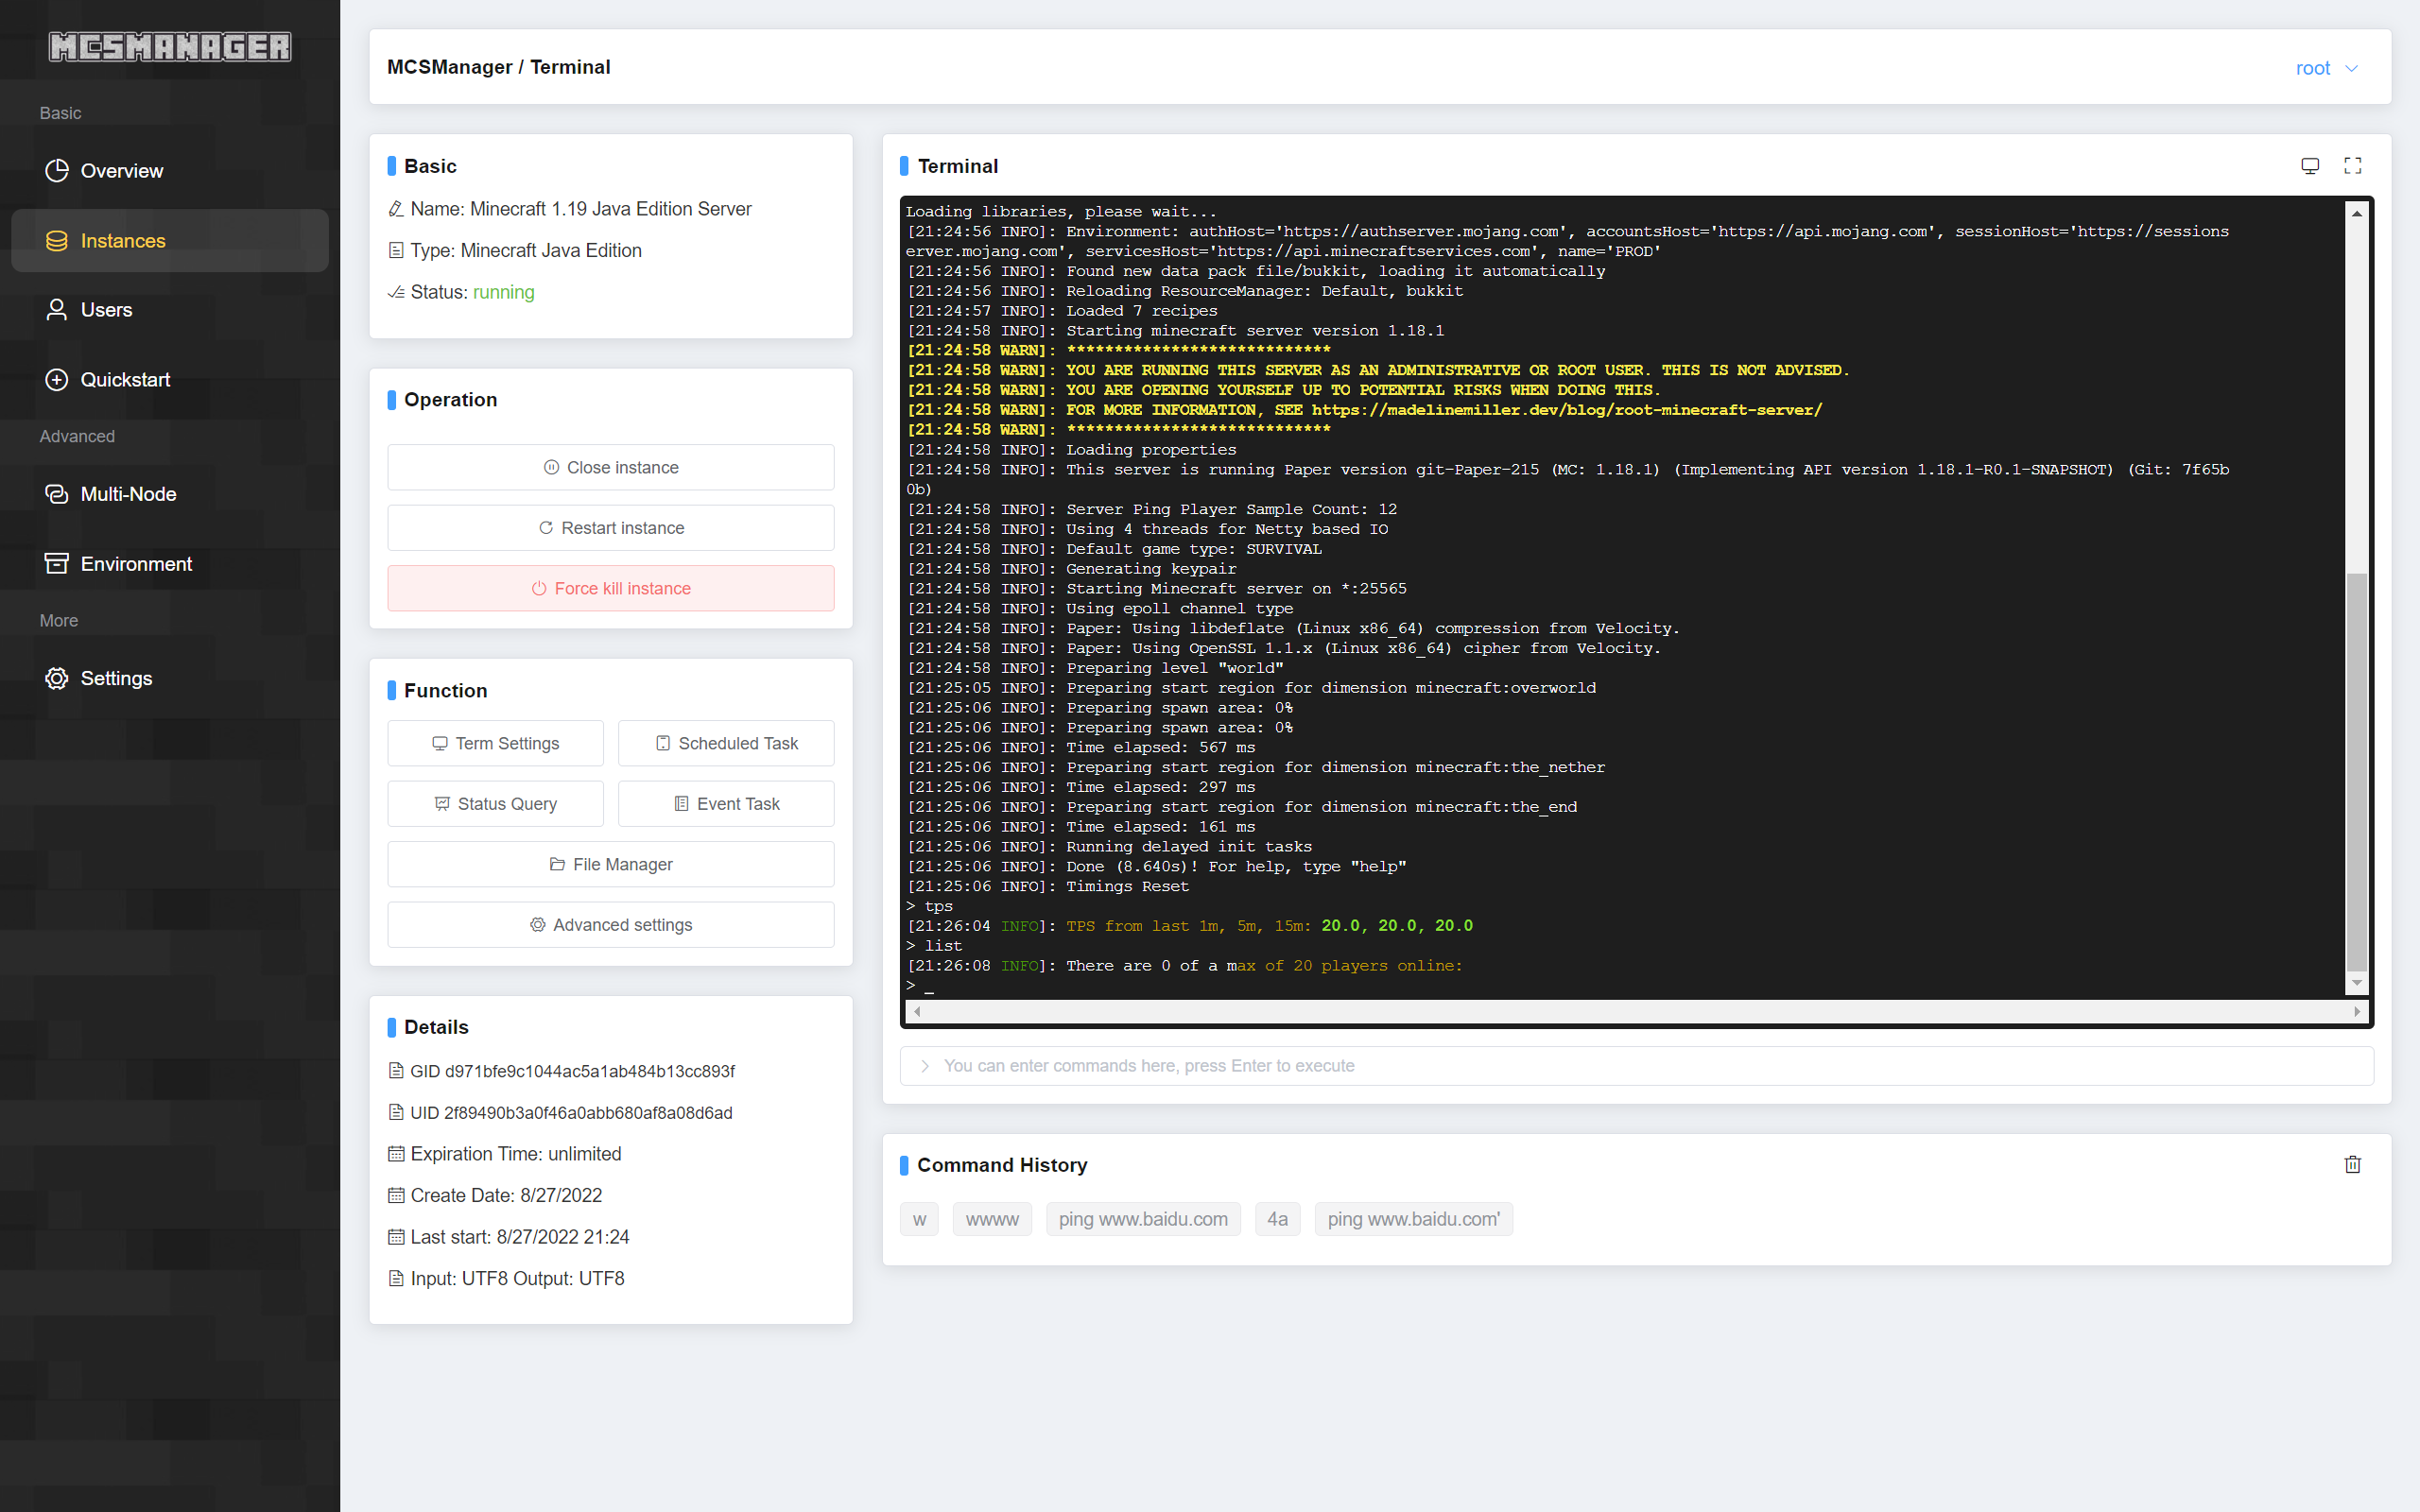 MCSMANAGER
Basic
Overview
Instances
Users
Quickstart
Advanced
Multi-Node
Environment
More
Settings
MCSManager / Terminal
root
Basic
Name: Minecraft 1.19 Java Edition Server
Type: Minecraft Java Edition
Status: running
Operation
Close instance
Restart instance
Force kill instance
Function
Term Settings
Scheduled Task
Status Query
Event Task
File Manager
Advanced settings
Details
GID d971bfe9c1044ac5a1ab484b13cc893f
UID 2f89490b3a0f46a0abb680af8a08d6ad
Expiration Time: unlimited
Create Date: 8/27/2022
Last start: 8/27/2022 21:24
Input: UTF8 Output: UTF8
Terminal
Loading libraries, please wait...
[21:24:56 INFO]: Environment: authHost='https://authserver.mojang.com', accountsHost='https://api.mojang.com', sessionHost='https://sessions
erver.mojang.com', servicesHost='https://api.minecraftservices.com', name='PROD'
[21:24:56 INFO]: Found new data pack file/bukkit, loading it automatically
[21:24:56 INFO]: Reloading ResourceManager: Default, bukkit
[21:24:57 INFO]: Loaded 7 recipes
[21:24:58 INFO]: Starting minecraft server version 1.18.1
[21:24:58 WARN]: ****************************
[21:24:58 WARN]: YOU ARE RUNNING THIS SERVER AS AN ADMINISTRATIVE OR ROOT USER. THIS IS NOT ADVISED.
[21:24:58 WARN]: YOU ARE OPENING YOURSELF UP TO POTENTIAL RISKS WHEN DOING THIS.
[21:24:58 WARN]: FOR MORE INFORMATION, SEE https://madelinemiller.dev/blog/root-minecraft-server/
[21:24:58 WARN]: ****************************
[21:24:58 INFO]: Loading properties
[21:24:58 INFO]: This server is running Paper version git-Paper-215 (MC: 1.18.1) (Implementing API version 1.18.1-R0.1-SNAPSHOT) (Git: 7f65b
0b)
[21:24:58 INFO]: Server Ping Player Sample Count: 12
[21:24:58 INFO]: Using 4 threads for Netty based IO
[21:24:58 INFO]: Default game type: SURVIVAL
[21:24:58 INFO]: Generating keypair
[21:24:58 INFO]: Starting Minecraft server on *:25565
[21:24:58 INFO]: Using epoll channel type
[21:24:58 INFO]: Paper: Using libdeflate (Linux x86_64) compression from Velocity.
[21:24:58 INFO]: Paper: Using OpenSSL 1.1.x (Linux x86_64) cipher from Velocity.
[21:24:58 INFO]: Preparing level "world"
[21:25:05 INFO]: Preparing start region for dimension minecraft:overworld
[21:25:06 INFO]: Preparing spawn area: 0%
[21:25:06 INFO]: Preparing spawn area: 0%
[21:25:06 INFO]: Time elapsed: 567 ms
[21:25:06 INFO]: Preparing start region for dimension minecraft:the_nether
[21:25:06 INFO]: Time elapsed: 297 ms
[21:25:06 INFO]: Preparing start region for dimension minecraft:the_end
[21:25:06 INFO]: Time elapsed: 161 ms
[21:25:06 INFO]: Running delayed init tasks
[21:25:06 INFO]: Done (8.640s)! For help, type "help"
[21:25:06 INFO]: Timings Reset
> tps
[21:26:04 INFO]: TPS from last 1m, 5m, 15m: 20.0, 20.0, 20.0
> list
[21:26:08 INFO]: There are 0 of a max of 20 players online:
> _
You can enter commands here, press Enter to execute
Command History
w
wwww
ping www.baidu.com
4a
ping www.baidu.com'